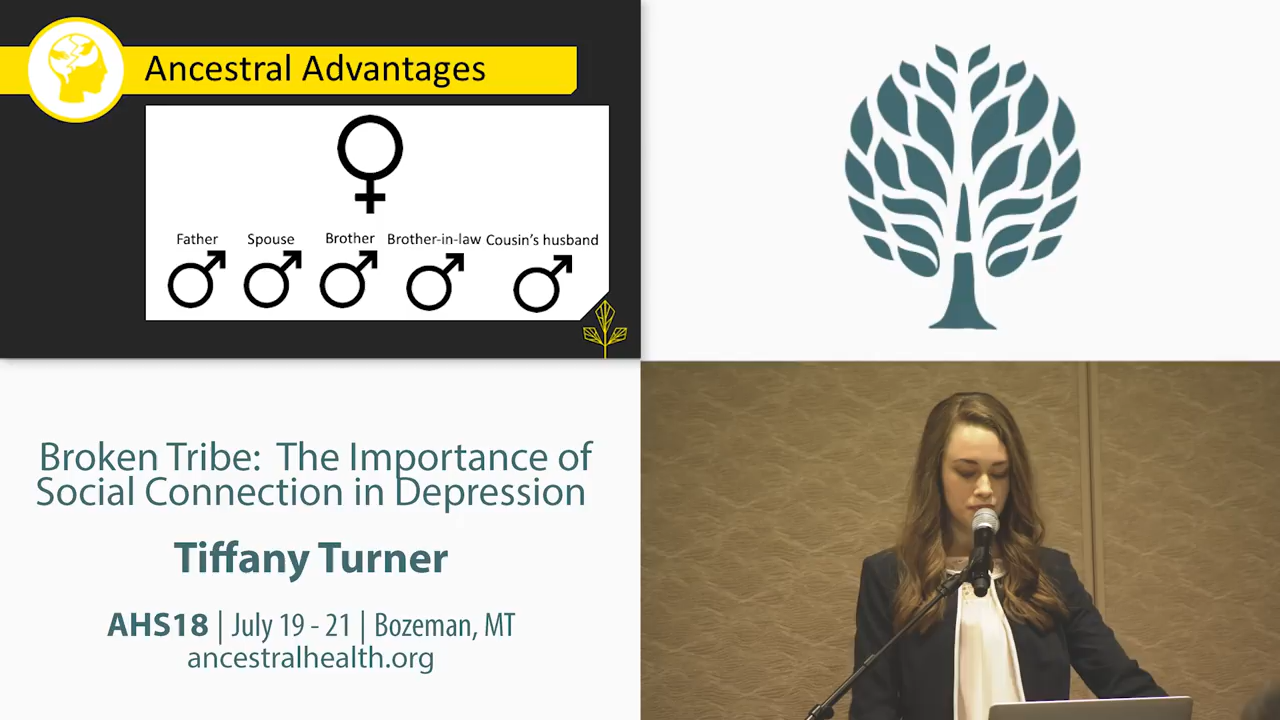 Ancestral Advantages
Father Spouse Brother Brother-in-law Cousin's husband
Broken Tribe: The Importance of
Social Connection in Depression
Tiffany Turner
AHS18 | July 19 - 21 | Bozeman, MT
ancestralhealth.org